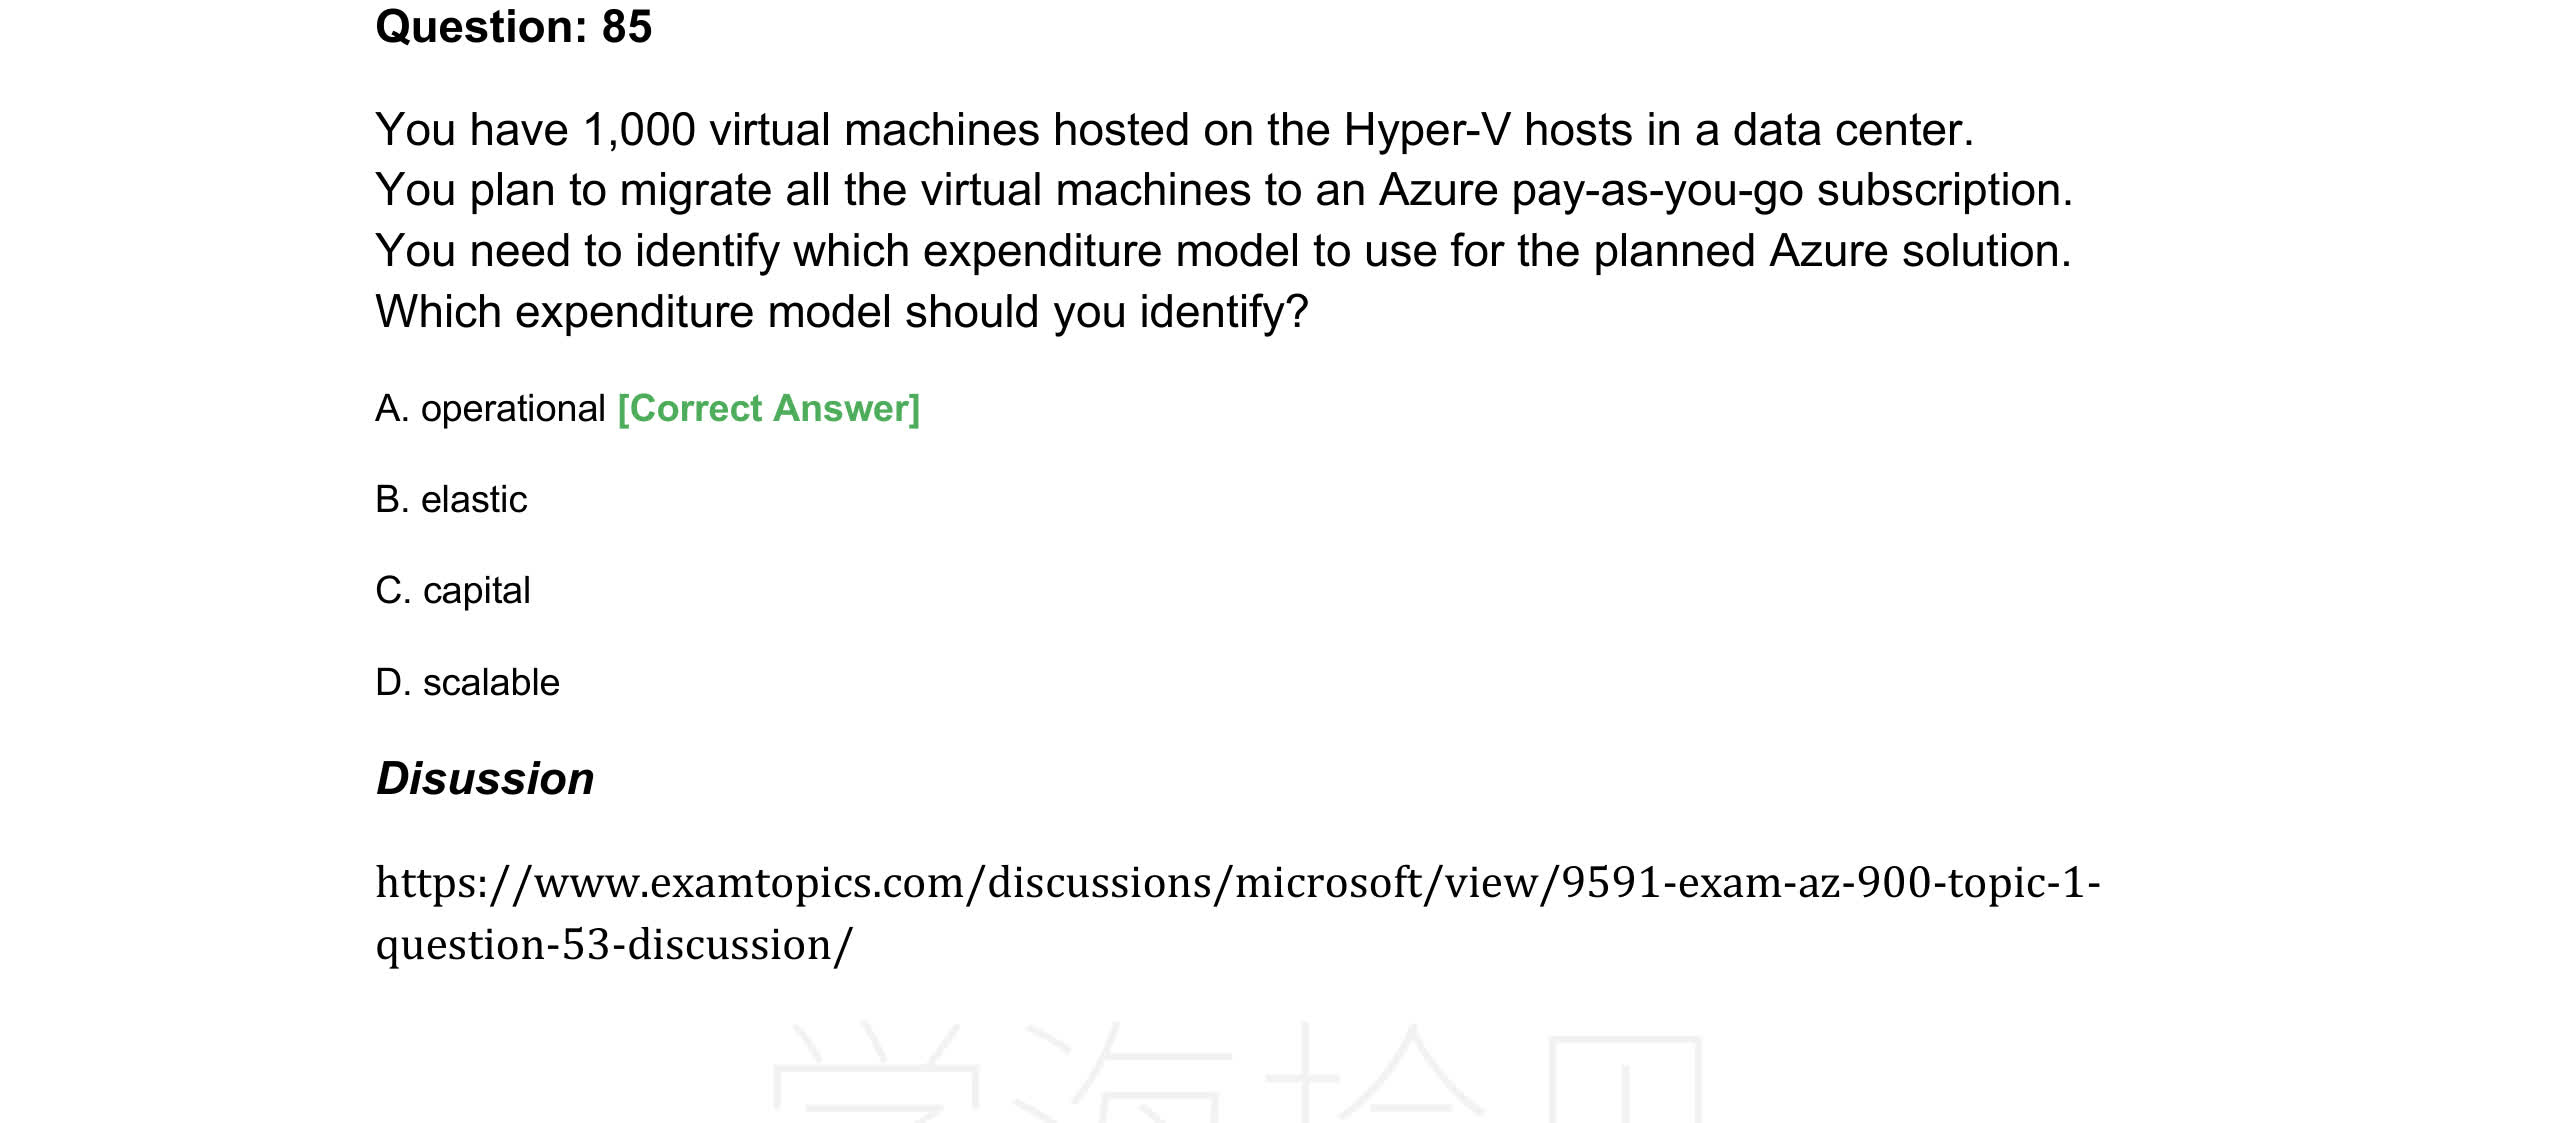 Question: 85
You have 1,000 virtual machines hosted on the Hyper-V hosts in a data center.
You plan to migrate all the virtual machines to an Azure pay-as-you-go subscription.
You need to identify which expenditure model to use for the planned Azure solution.
Which expenditure model should you identify?
A. operational [Correct Answer]
B. elastic
C. capital
D. scalable
Disussion
https://www.examtopics.com/discussions/microsoft/view/9591-exam-az-900-topic-1-
question-53-discussion/